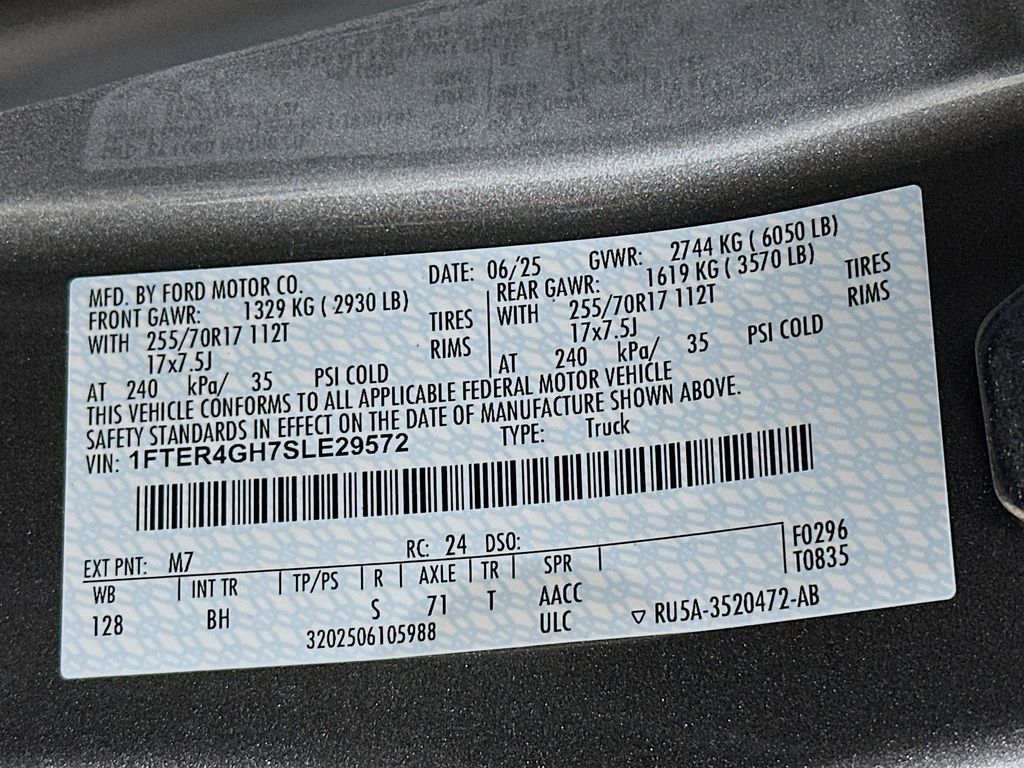 MFD. BY FORD MOTOR CO. DATE: 06/25 GVWR: 2744 KG ( 6050 LB)
FRONT GAWR: 1329 KG ( 2930 LB) REAR GAWR: 1619 KG ( 3570 LB)
WITH 255/70R17 112T TIRES WITH 255/70R17 112T TIRES
17x7.5J RIMS 17x7.5J RIMS
AT 240 kPa/ 35 PSI COLD AT 240 kPa/ 35 PSI COLD
THIS VEHICLE CONFORMS TO ALL APPLICABLE FEDERAL MOTOR VEHICLE
SAFETY STANDARDS IN EFFECT ON THE DATE OF MANUFACTURE SHOWN ABOVE.
VIN: 1FTER4GH7SLE29572 TYPE: Truck
EXT PNT: M7 RC: 24 DSO: F0296
WB INT TR TP/PS R AXLE TR SPR T0835
128 BH S 71 T AACC
3202506105988 ULC RU5A-3520472-AB